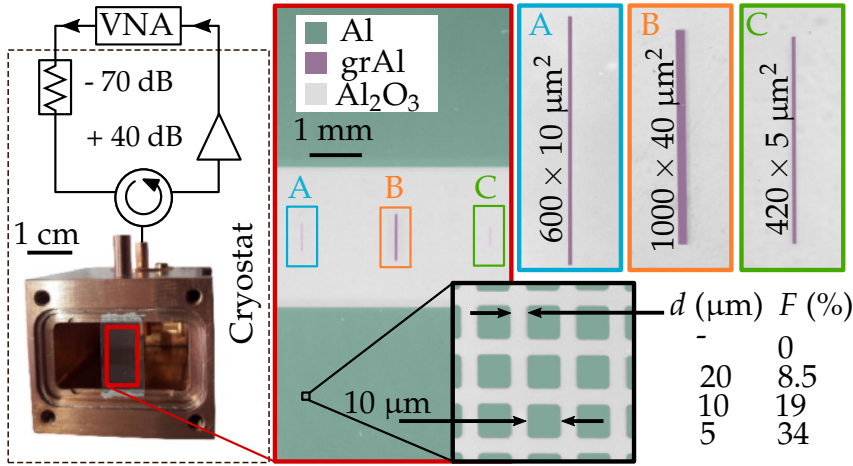 VNA
- 70 dB
+ 40 dB
1 cm
Cryostat
Al
grAl
Al₂O₃
1 mm
A
B
C
10 μm
A
600 × 10 μm²
B
1000 × 40 μm²
C
420 × 5 μm²
d (μm) F (%)
- 0
20 8.5
10 19
5 34